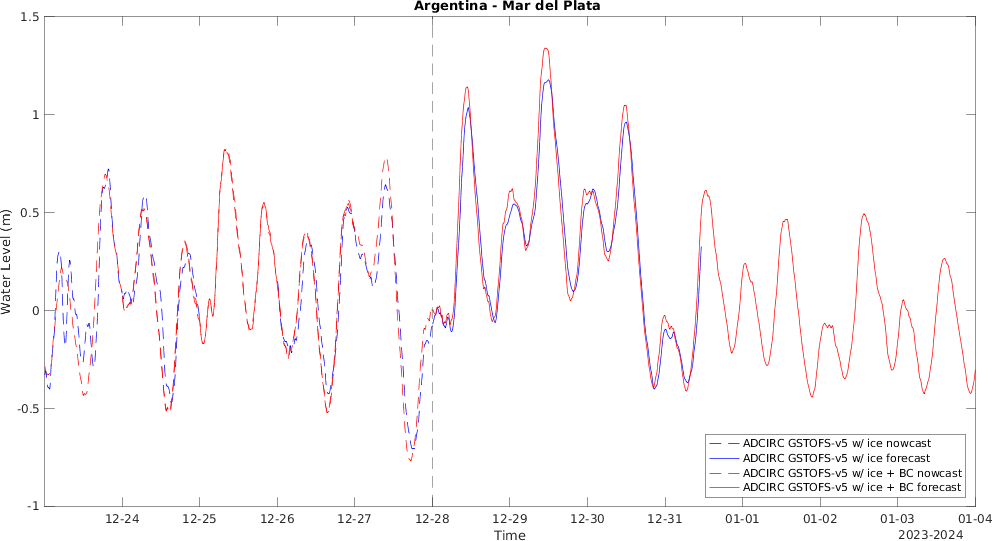 Argentina - Mar del Plata
1.5
1
0.5
0
-0.5
-1
Water Level (m)
ADCIRC GSTOFS-v5 w/ ice nowcast
ADCIRC GSTOFS-v5 w/ ice forecast
ADCIRC GSTOFS-v5 w/ ice + BC nowcast
ADCIRC GSTOFS-v5 w/ ice + BC forecast
12-24 12-25 12-26 12-27 12-28 12-29 12-30 12-31 01-01 01-02 01-03 01-04
Time
2023-2024